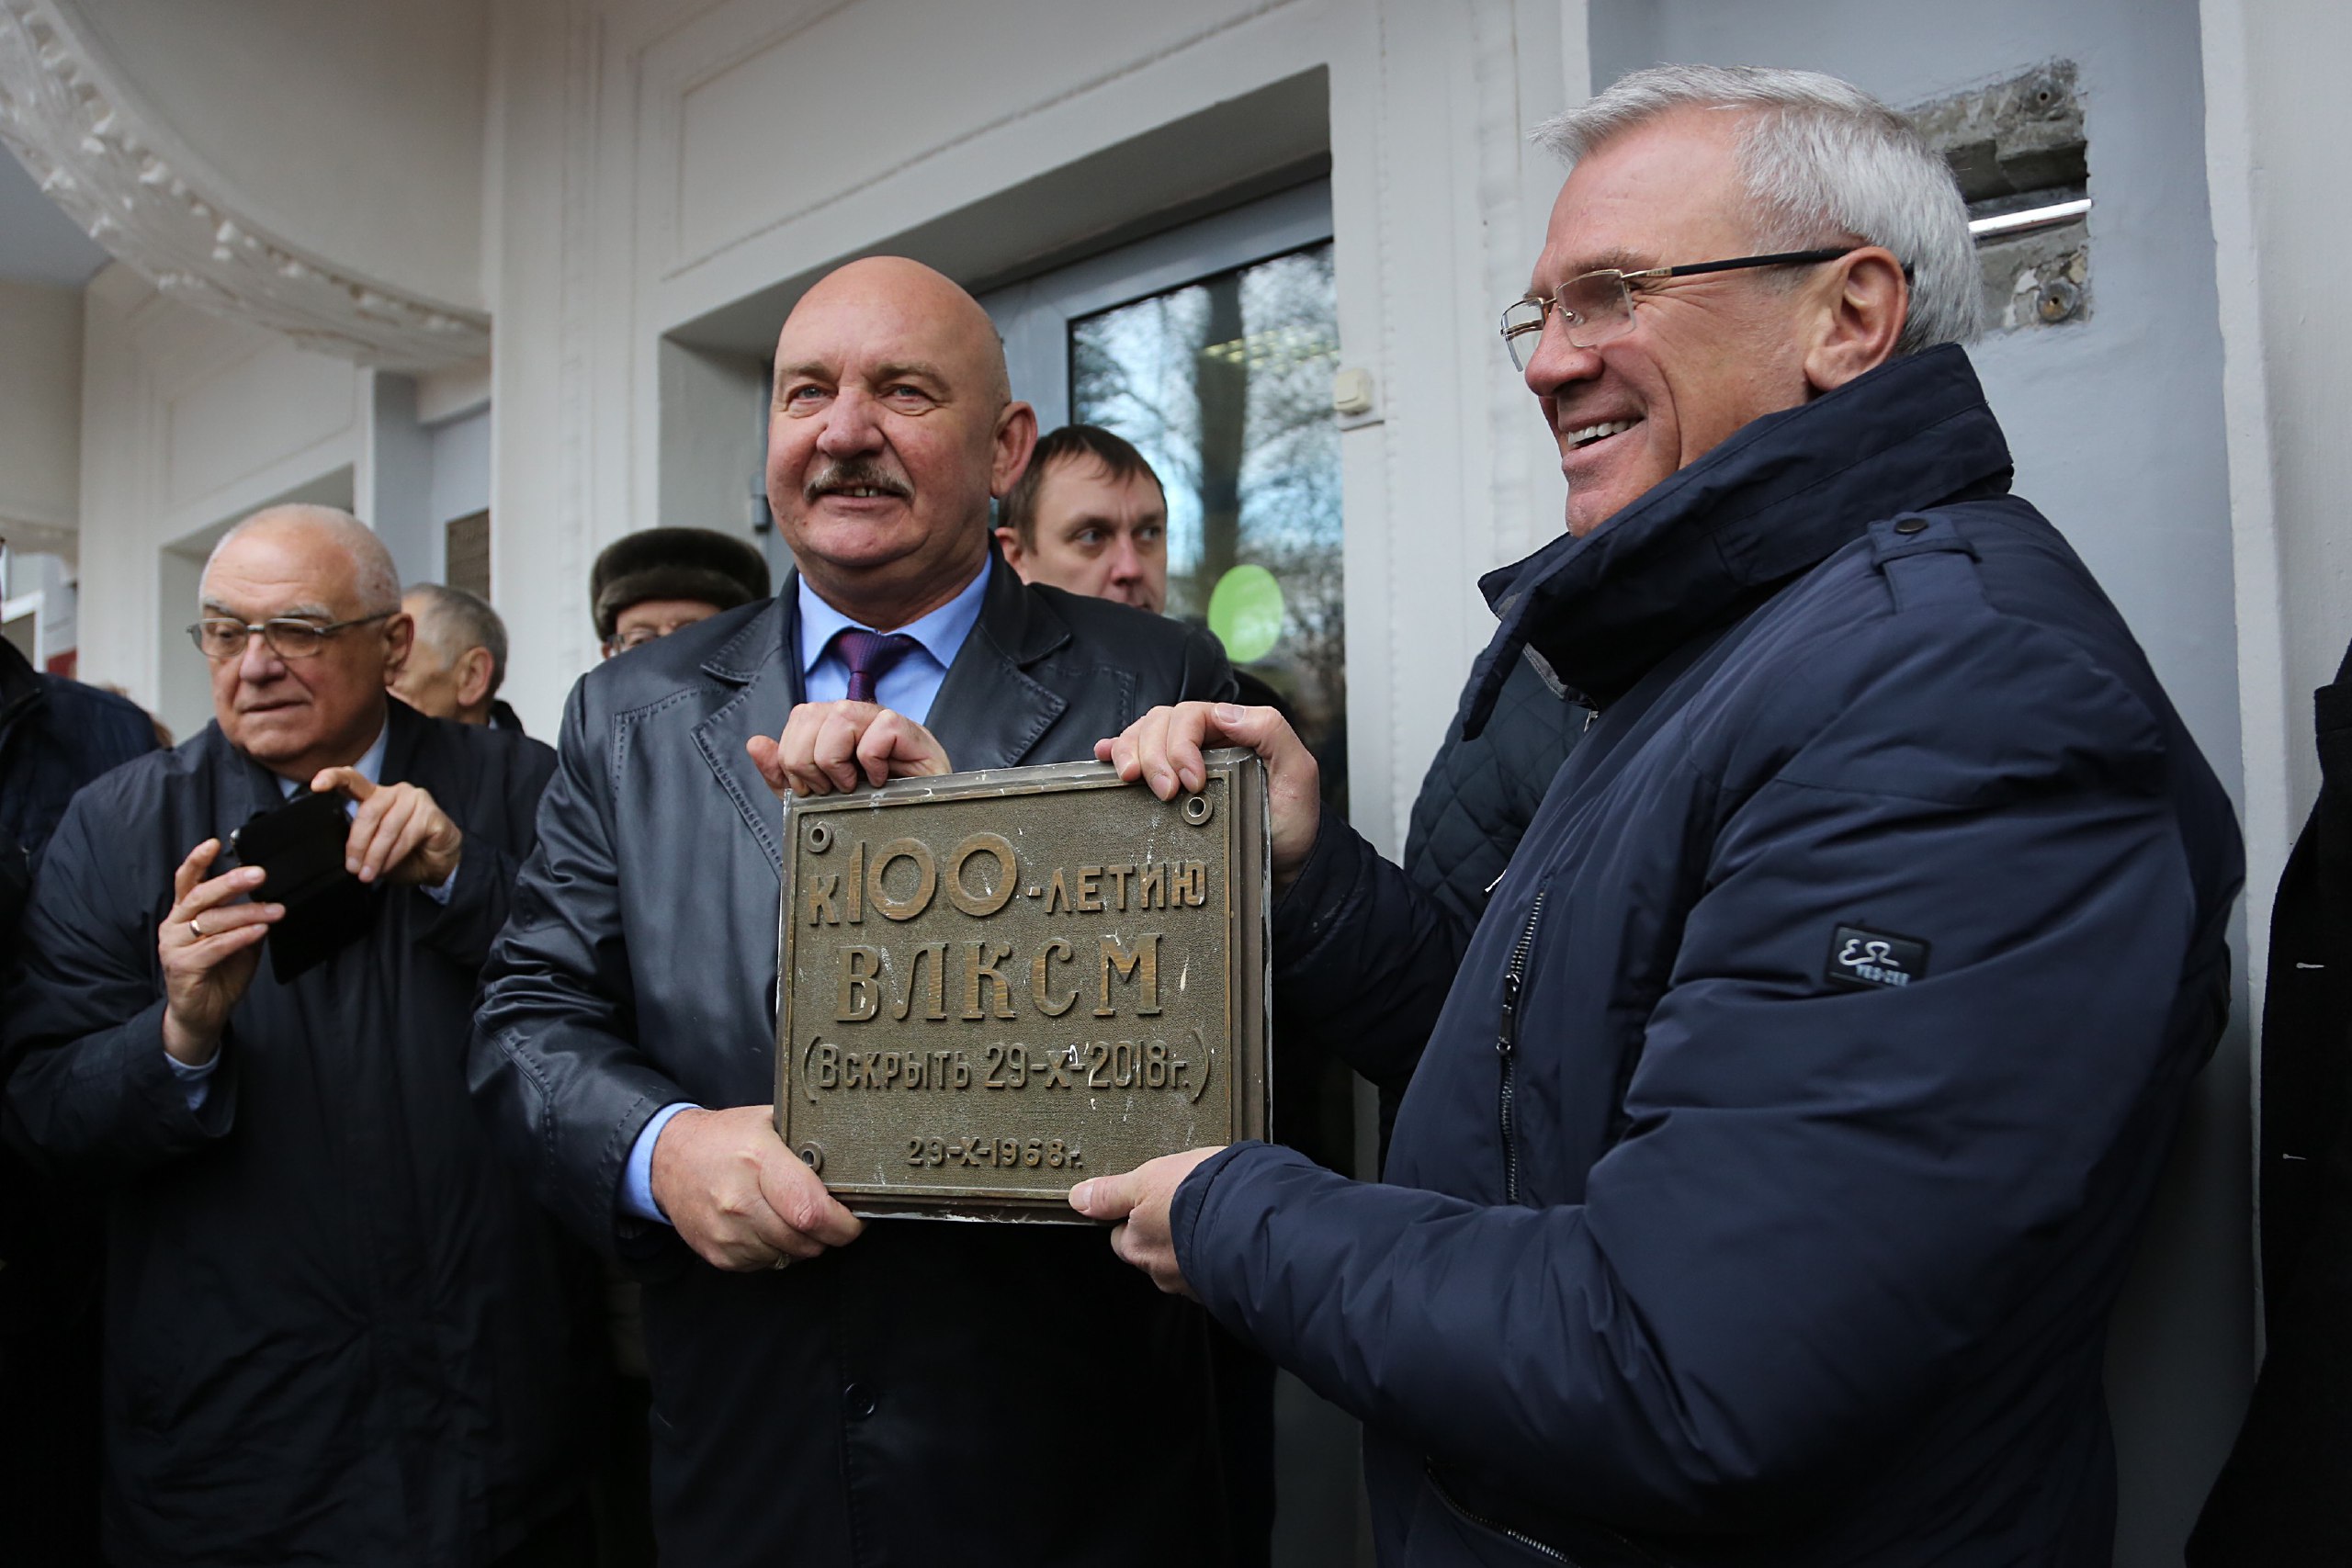 к 100-летию
ВЛКСМ
(Вскрыть 29-X-2018г.)
29-X-1968г.